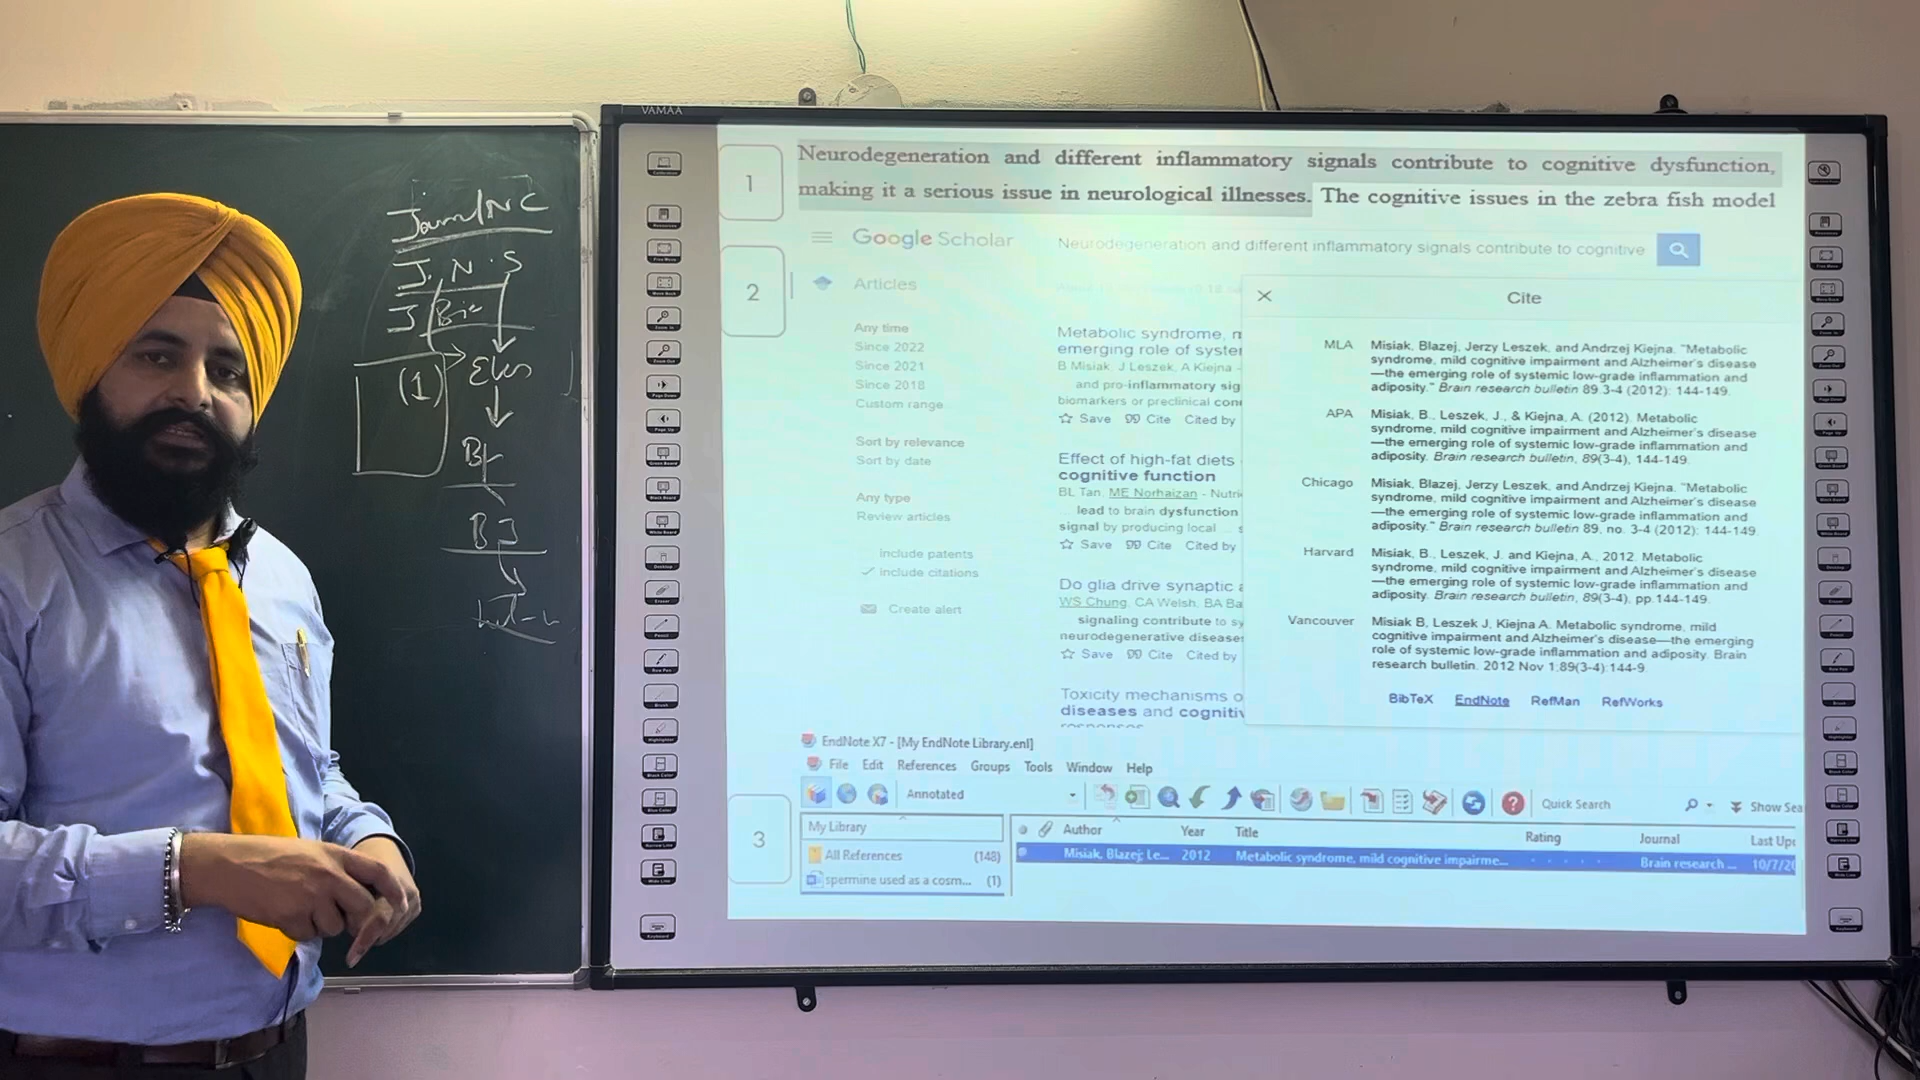 J. N. S
(1)
VAMAA
1
Neurodegeneration and different inflammatory signals contribute to cognitive dysfunction,
making it a serious issue in neurological illnesses. The cognitive issues in the zebra fish model
2
Google Scholar
Neurodegeneration and different inflammatory signals contribute to cognitive
Articles
Any time
Since 2022
Since 2021
Since 2018
Custom range
Sort by relevance
Sort by date
Any type
Review articles
include patents
✓ include citations
Create alert
Metabolic syndrome, m
emerging role of syster
B Misiak, J Leszek, A Kiejna -
and pro-inflammatory sig
biomarkers or preclinical con
☆ Save Cite Cited by
Effect of high-fat diets
cognitive function
BL Tan, ME Norhaizan - Nutri
lead to brain dysfunction
signal by producing local ... s
☆ Save Cite Cited by
Do glia drive synaptic a
WS Chung, CA Welsh, BA Ba
signaling contribute to sy
neurodegenerative disease
☆ Save Cite Cited by
Toxicity mechanisms o
diseases and cognitiv
responses
Cite
MLA Misiak, Blazej, Jerzy Leszek, and Andrzej Kiejna. "Metabolic
syndrome, mild cognitive impairment and Alzheimer's disease
—the emerging role of systemic low-grade inflammation and
adiposity." Brain research bulletin 89.3-4 (2012): 144-149.
APA Misiak, B., Leszek, J., & Kiejna, A. (2012). Metabolic
syndrome, mild cognitive impairment and Alzheimer's disease
—the emerging role of systemic low-grade inflammation and
adiposity. Brain research bulletin, 89(3-4), 144-149.
Chicago Misiak, Blazej, Jerzy Leszek, and Andrzej Kiejna. "Metabolic
syndrome, mild cognitive impairment and Alzheimer's disease
—the emerging role of systemic low-grade inflammation and
adiposity." Brain research bulletin 89, no. 3-4 (2012): 144-149.
Harvard Misiak, B., Leszek, J. and Kiejna, A., 2012. Metabolic
syndrome, mild cognitive impairment and Alzheimer's disease
—the emerging role of systemic low-grade inflammation and
adiposity. Brain research bulletin, 89(3-4), pp.144-149.
Vancouver Misiak B, Leszek J, Kiejna A. Metabolic syndrome, mild
cognitive impairment and Alzheimer's disease—the emerging
role of systemic low-grade inflammation and adiposity. Brain
research bulletin. 2012 Nov 1;89(3-4):144-9.
BibTeX EndNote RefMan RefWorks
3
EndNote X7 - [My EndNote Library.enl]
File Edit References Groups Tools Window Help
Annotated Quick Search Show Sea
My Library
All References (148)
spermine used as a cosm... (1)
Author Year Title Rating Journal Last Upd
Misiak, Blazej; Le... 2012 Metabolic syndrome, mild cognitive impairme... Brain research ... 10/7/20